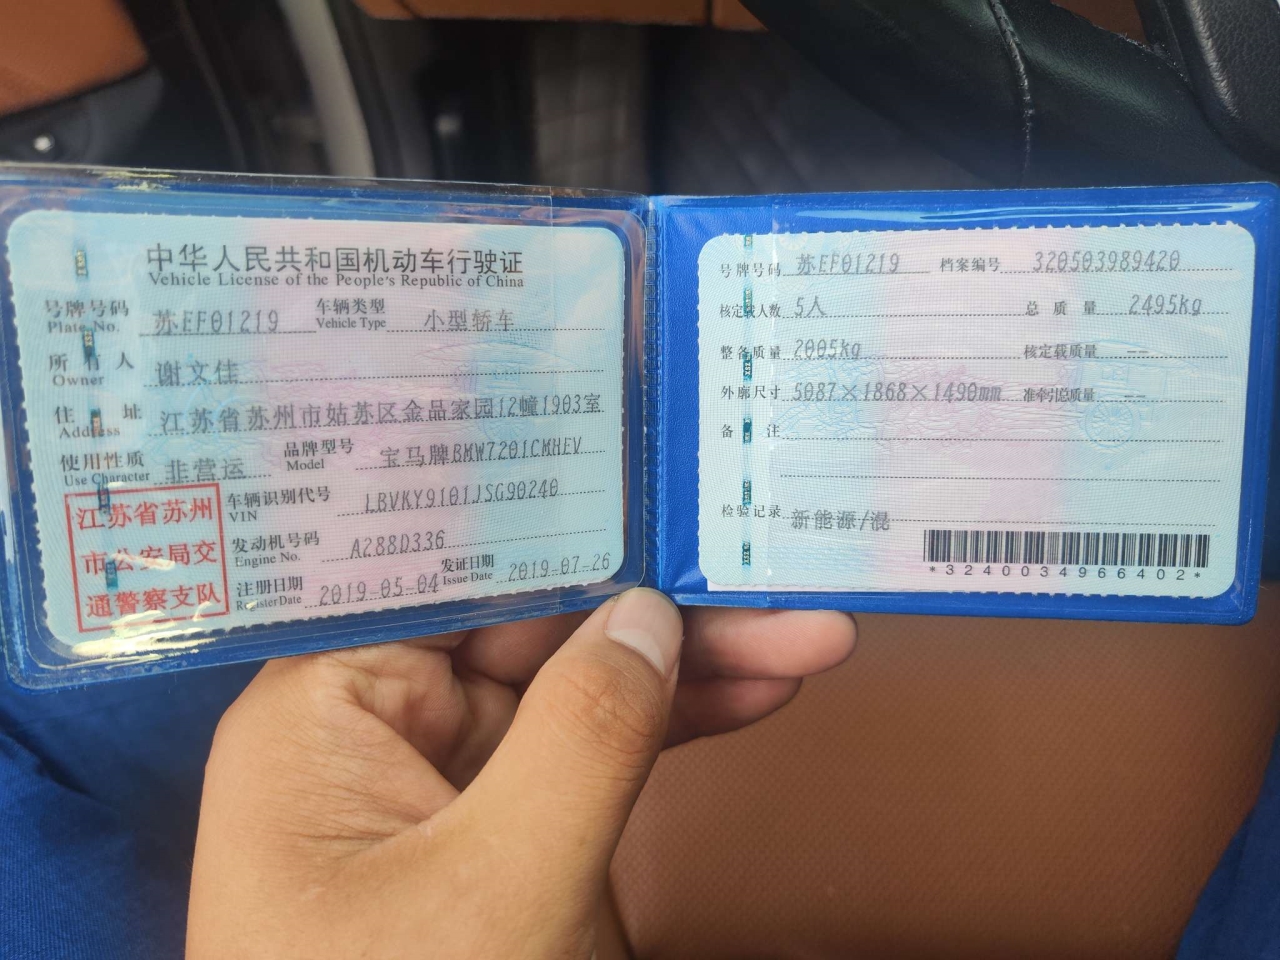 中华人民共和国机动车行驶证
Vehicle License of the People's Republic of China
号牌号码 苏EF01219 车辆类型 小型轿车
Plate No. Vehicle Type
所有人 谢文佳
Owner
住址 江苏省苏州市姑苏区金品家园12幢1903室
Address
使用性质 非营运 品牌型号 宝马牌BMW7201CMHEV
Use Character Model
江苏省苏州
市公安局交
通警察支队
车辆识别代号 LBVKY9101JSG90240
VIN
发动机号码 A288D336
Engine No.
注册日期 2019-05-04 发证日期 2019-07-26
Register Date Issue Date
号牌号码 苏EF01219 档案编号 320503989420
核定载人数 5人 总质量 2495kg
整备质量 2005kg 核定载质量 --
外廓尺寸 5087×1868×1490mm 准牵引总质量 --
备注
检验记录 新能源/混
*3240034966402*